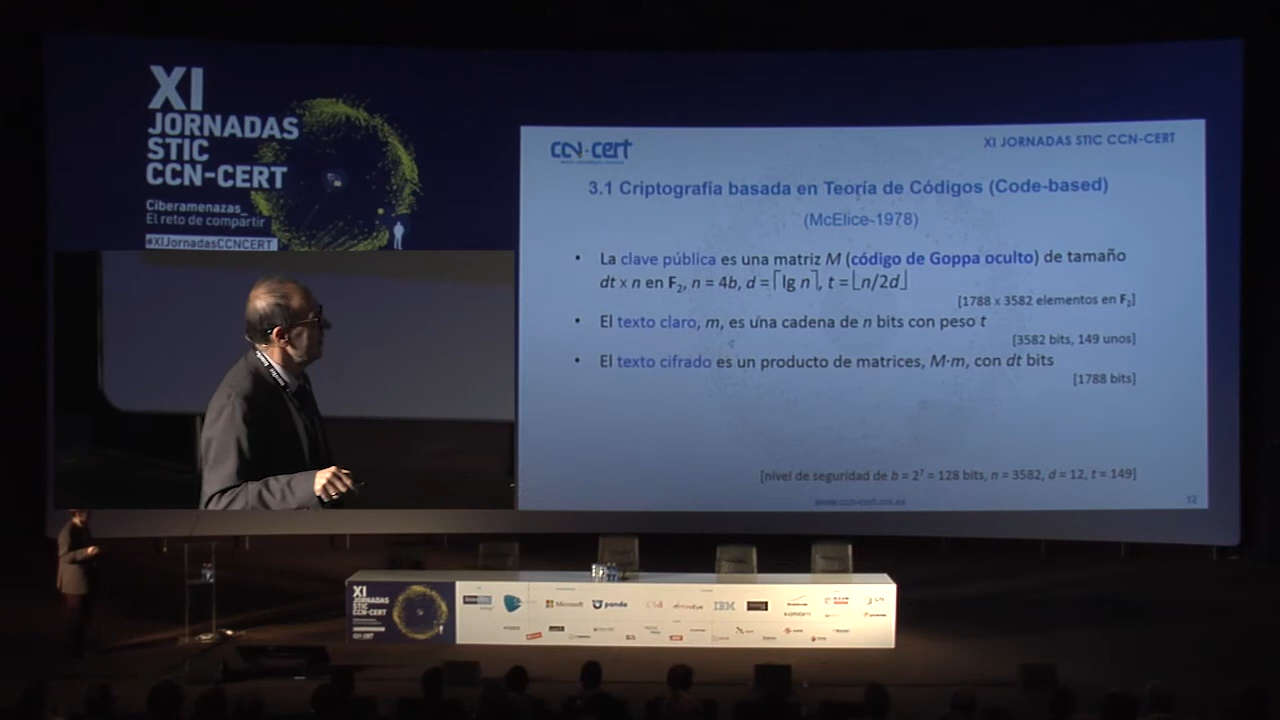 XI
JORNADAS
STIC
CCN-CERT
Ciberamenazas_
El reto de compartir
#XIJornadasCCNCERT
ccn-cert
XI JORNADAS STIC CCN-CERT
3.1 Criptografía basada en Teoría de Códigos (Code-based)
(McElice-1978)
• La clave pública es una matriz M (código de Goppa oculto) de tamaño
dt x n en F₂, n = 4b, d =⌈lg n⌉, t =⌊n/2d⌋
[1788 x 3582 elementos en F₂]
• El texto claro, m, es una cadena de n bits con peso t
[3582 bits, 149 unos]
• El texto cifrado es un producto de matrices, M·m, con dt bits
[1788 bits]
[nivel de seguridad de b = 2⁷ = 128 bits, n = 3582, d = 12, t = 149]
www.ccn-cert.cni.es
12
XI
JORNADAS
STIC
CCN-CERT
Microsoft
panda
IBM